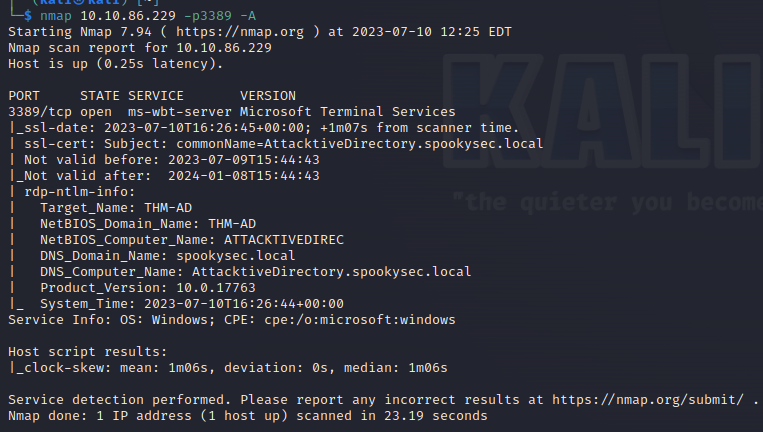 (kali㉿kali)-[~]
└─$ nmap 10.10.86.229 -p3389 -A
Starting Nmap 7.94 ( https://nmap.org ) at 2023-07-10 12:25 EDT
Nmap scan report for 10.10.86.229
Host is up (0.25s latency).

PORT     STATE SERVICE       VERSION
3389/tcp open  ms-wbt-server Microsoft Terminal Services
|_ssl-date: 2023-07-10T16:26:45+00:00; +1m07s from scanner time.
| ssl-cert: Subject: commonName=AttacktiveDirectory.spookysec.local
| Not valid before: 2023-07-09T15:44:43
|_Not valid after:  2024-01-08T15:44:43
| rdp-ntlm-info:
|   Target_Name: THM-AD
|   NetBIOS_Domain_Name: THM-AD
|   NetBIOS_Computer_Name: ATTACKTIVEDIREC
|   DNS_Domain_Name: spookysec.local
|   DNS_Computer_Name: AttacktiveDirectory.spookysec.local
|   Product_Version: 10.0.17763
|_  System_Time: 2023-07-10T16:26:44+00:00
Service Info: OS: Windows; CPE: cpe:/o:microsoft:windows

Host script results:
|_clock-skew: mean: 1m06s, deviation: 0s, median: 1m06s

Service detection performed. Please report any incorrect results at https://nmap.org/submit/ .
Nmap done: 1 IP address (1 host up) scanned in 23.19 seconds
KALI
"the quieter you become